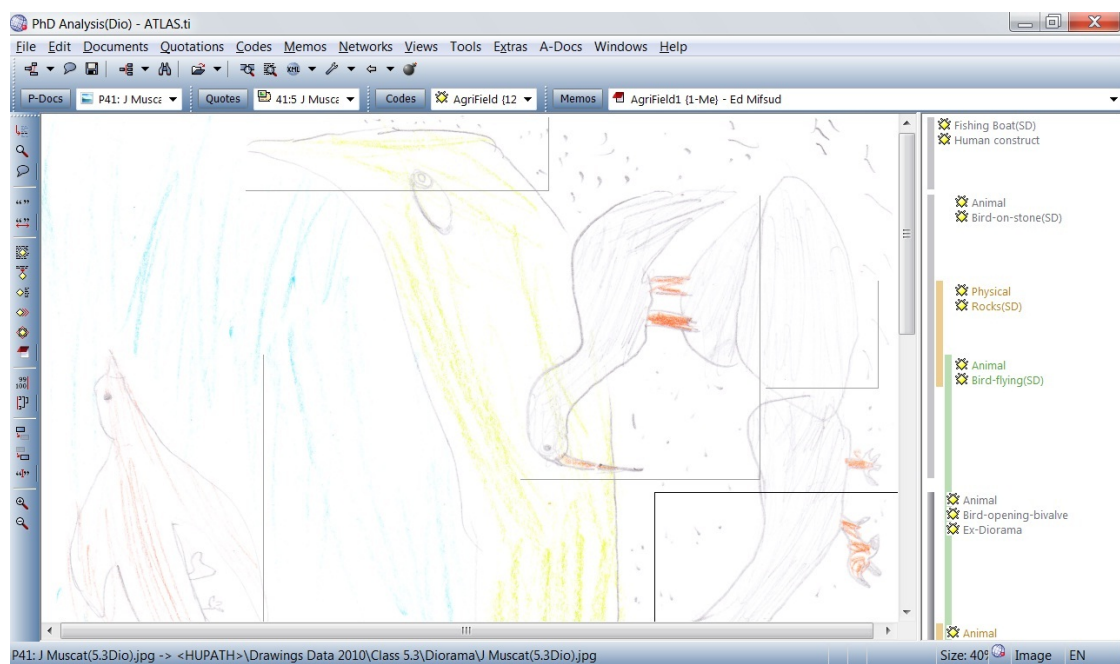 PhD Analysis(Dio) - ATLAS.ti
File Edit Documents Quotations Codes Memos Networks Views Tools Extras A-Docs Windows Help
P-Docs P41: J Musca Quotes 41:5 J Musca Codes AgriField {12 Memos AgriField1 {1-Me} - Ed Mifsud
Fishing Boat(SD)
Human construct
Animal
Bird-on-stone(SD)
Physical
Rocks(SD)
Animal
Bird-flying(SD)
Animal
Bird-opening-bivalve
Ex-Diorama
Animal
P41: J Muscat(5.3Dio).jpg -> <HUPATH>\Drawings Data 2010\Class 5.3\Diorama\J Muscat(5.3Dio).jpg Size: 40 Image EN